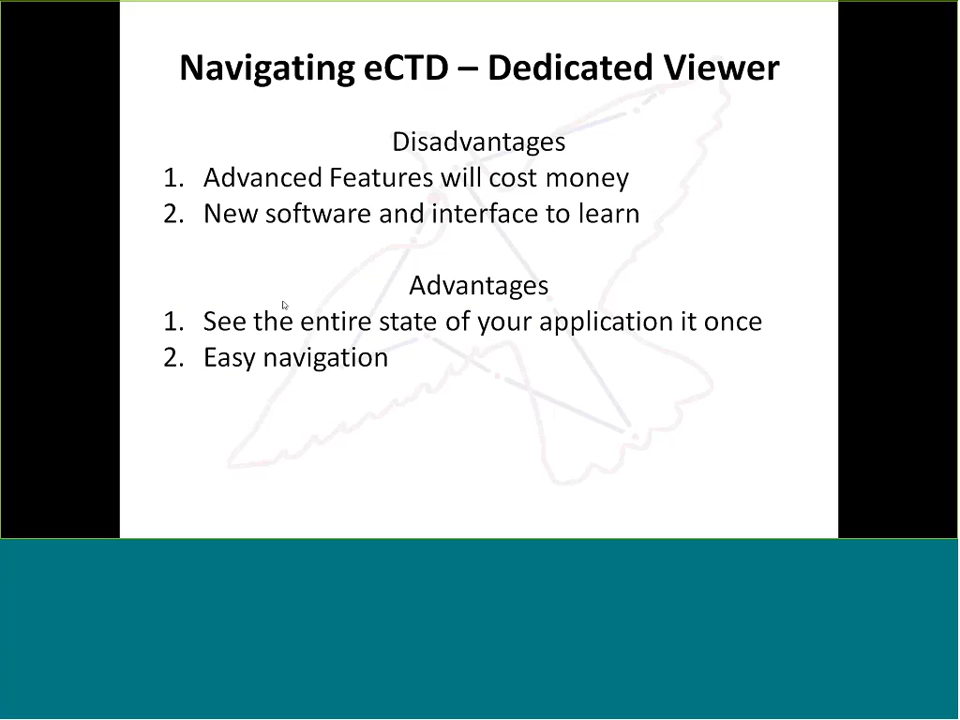 Navigating eCTD – Dedicated Viewer
Disadvantages
1. Advanced Features will cost money
2. New software and interface to learn
Advantages
1. See the entire state of your application it once
2. Easy navigation